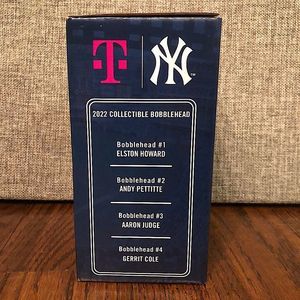 T NY
2022 COLLECTIBLE BOBBLEHEAD
Bobblehead #1
ELSTON HOWARD
Bobblehead #2
ANDY PETTITTE
Bobblehead #3
AARON JUDGE
Bobblehead #4
GERRIT COLE